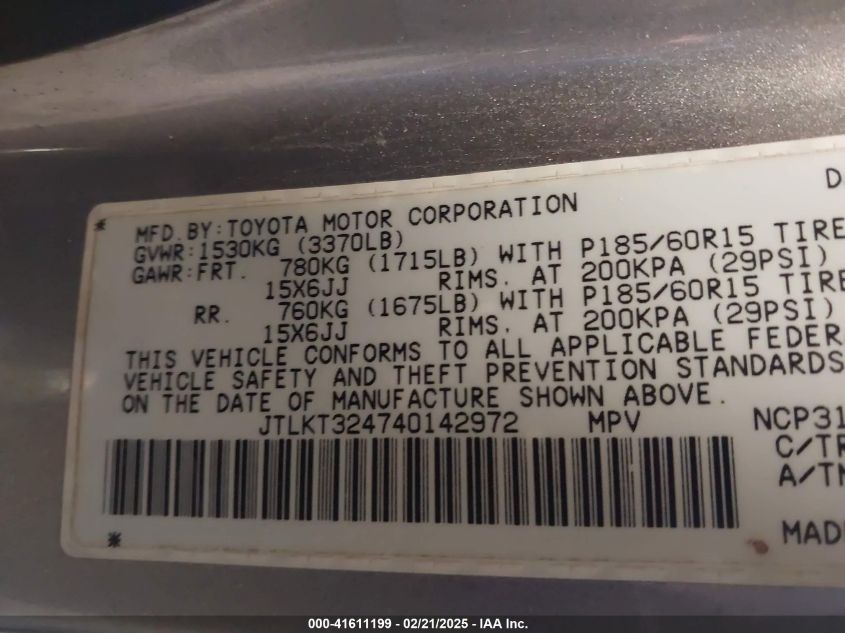 D
* MFD.BY:TOYOTA MOTOR CORPORATION
GVWR:1530KG (3370LB)
GAWR:FRT. 780KG (1715LB) WITH P185/60R15 TIRE
15X6JJ RIMS, AT 200KPA (29PSI)
RR. 760KG (1675LB) WITH P185/60R15 TIRE
15X6JJ RIMS, AT 200KPA (29PSI)
THIS VEHICLE CONFORMS TO ALL APPLICABLE FEDER
VEHICLE SAFETY AND THEFT PREVENTION STANDARDS
ON THE DATE OF MANUFACTURE SHOWN ABOVE.
JTLKT324740142972 MPV NCP31
C/TR
A/TM
* MADE
000-41611199 — 02/21/2025 — IAA Inc.